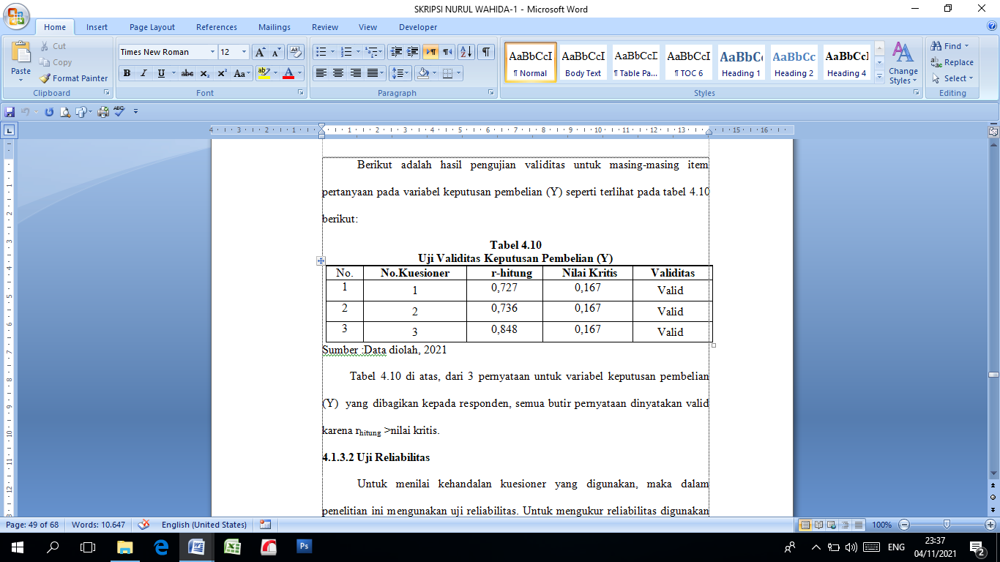 SKRIPSI NURUL WAHIDA-1 - Microsoft Word
Home Insert Page Layout References Mailings Review View Developer
Paste
Cut
Copy
Format Painter
Clipboard
Times New Roman 12
Font
Paragraph
AaBbCcI AaBbCcI AaBbCcI AaBbCcI AaBbC AaBbCc AaBbCcI
¶ Normal Body Text ¶ Table Pa... ¶ TOC 6 Heading 1 Heading 2 Heading 4
Change
Styles
Styles
Find
Replace
Select
Editing
Berikut adalah hasil pengujian validitas untuk masing-masing item
pertanyaan pada variabel keputusan pembelian (Y) seperti terlihat pada tabel 4.10
berikut:
Tabel 4.10
Uji Validitas Keputusan Pembelian (Y)
No. No.Kuesioner r-hitung Nilai Kritis Validitas
1 1 0,727 0,167 Valid
2 2 0,736 0,167 Valid
3 3 0,848 0,167 Valid
Sumber :Data diolah, 2021
Tabel 4.10 di atas, dari 3 pernyataan untuk variabel keputusan pembelian
(Y) yang dibagikan kepada responden, semua butir pernyataan dinyatakan valid
karena rhitung >nilai kritis.
4.1.3.2 Uji Reliabilitas
Untuk menilai kehandalan kuesioner yang digunakan, maka dalam
penelitian ini mengunakan uji reliabilitas. Untuk mengukur reliabilitas digunakan
Page: 49 of 68 Words: 10.647 English (United States) 100%
ENG
23:37
04/11/2021
2